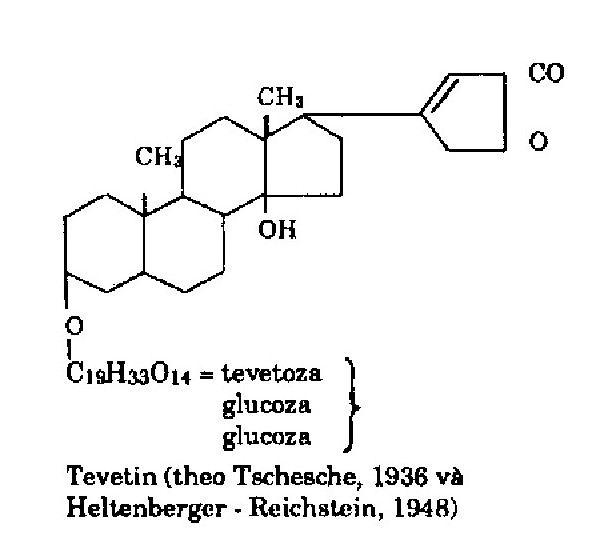 CO
CH₃
CH₃
O
OH
O
C₁₉H₃₃O₁₄ = tevetoza
glucoza
glucoza
Tevetin (theo Tschesche, 1936 và
Heltenberger - Reichstein, 1948)